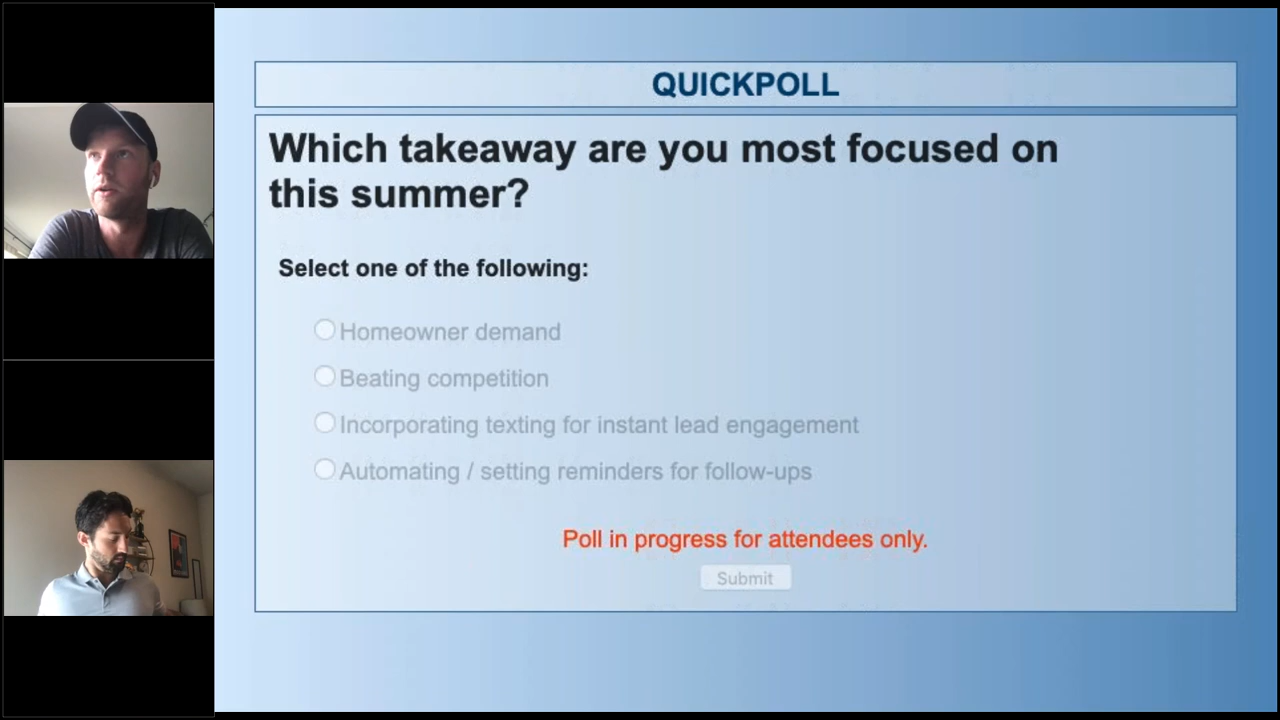 QUICKPOLL
Which takeaway are you most focused on
this summer?
Select one of the following:
Homeowner demand
Beating competition
Incorporating texting for instant lead engagement
Automating / setting reminders for follow-ups
Poll in progress for attendees only.
Submit